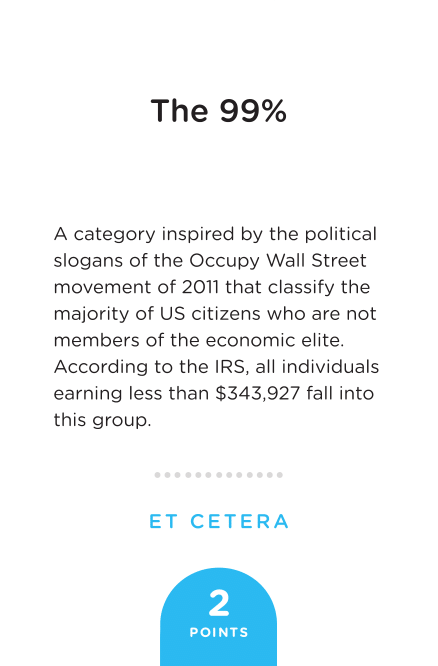 The 99%
A category inspired by the political
slogans of the Occupy Wall Street
movement of 2011 that classify the
majority of US citizens who are not
members of the economic elite.
According to the IRS, all individuals
earning less than $343,927 fall into
this group.
ET CETERA
2
POINTS